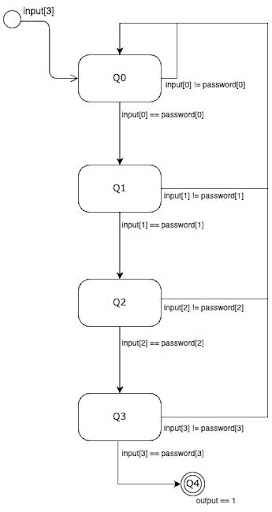 input[3]
Q0
input[0] != password[0]
input[0] == password[0]
Q1
input[1] != password[1]
input[1] == password[1]
Q2
input[2] != password[2]
input[2] == password[2]
Q3
input[3] != password[3]
input[3] == password[3]
Q4
output == 1